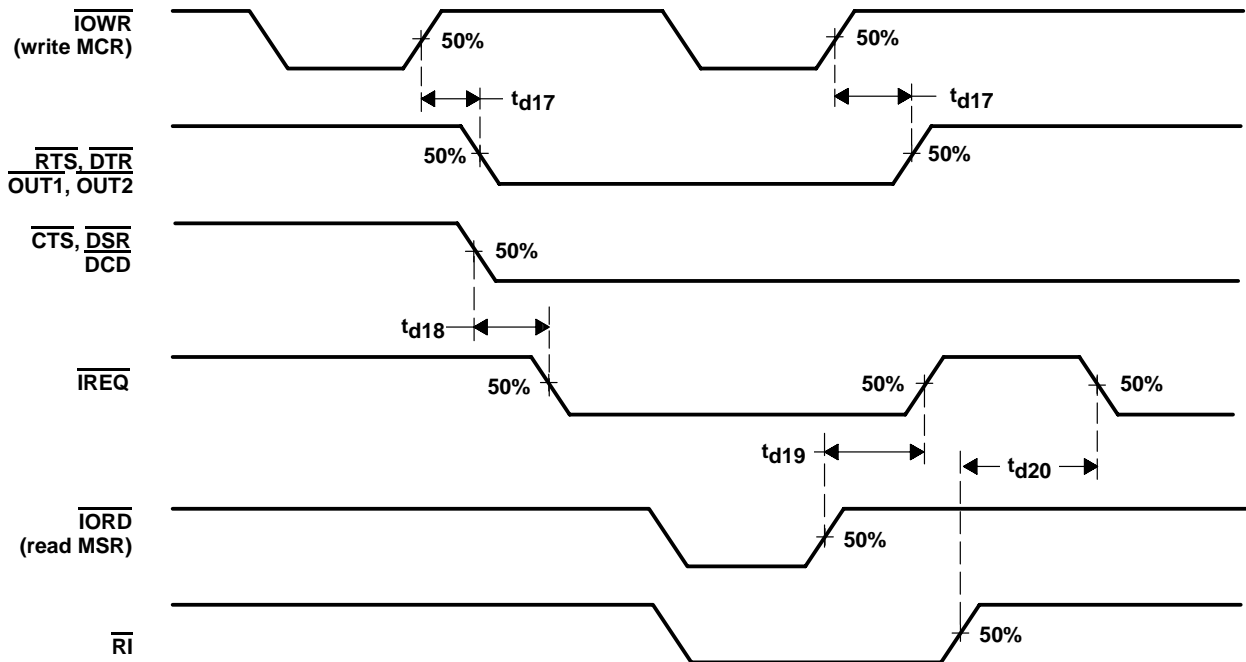 IOWR
(write MCR)
50%
50%
td17
td17
RTS, DTR
OUT1, OUT2
50%
50%
CTS, DSR
DCD
50%
td18
IREQ
50%
50%
50%
td19
td20
IORD
(read MSR)
50%
RI
50%